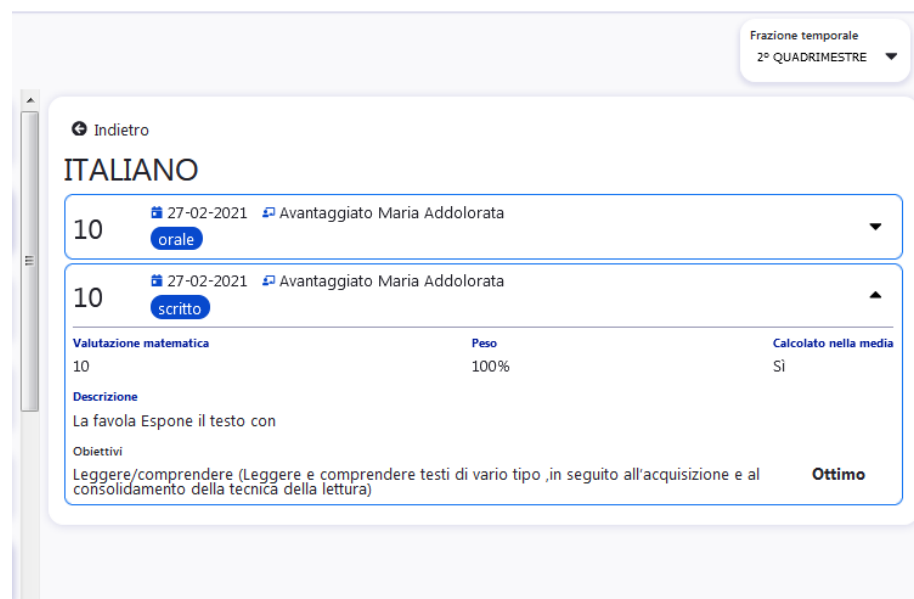 Frazione temporale
2º QUADRIMESTRE
Indietro
ITALIANO
10
27-02-2021 Avantaggiato Maria Addolorata
orale
10
27-02-2021 Avantaggiato Maria Addolorata
scritto
Valutazione matematica Peso Calcolato nella media
10 100% Sì
Descrizione
La favola Espone il testo con
Obiettivi
Leggere/comprendere (Leggere e comprendere testi di vario tipo ,in seguito all'acquisizione e al
consolidamento della tecnica della lettura)
Ottimo